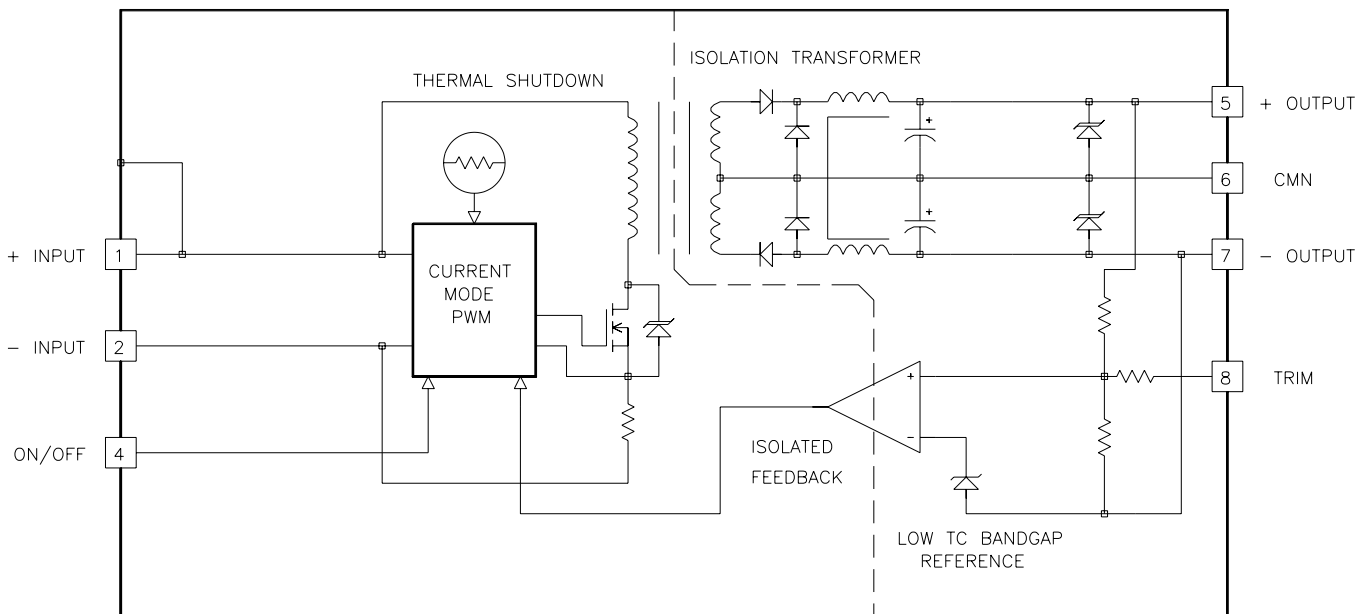 ISOLATION TRANSFORMER
THERMAL SHUTDOWN
5 + OUTPUT
+
6 CMN
+
+ INPUT 1
7 - OUTPUT
CURRENT
MODE
PWM
- INPUT 2
+
8 TRIM
-
ISOLATED
FEEDBACK
ON/OFF 4
LOW TC BANDGAP
REFERENCE